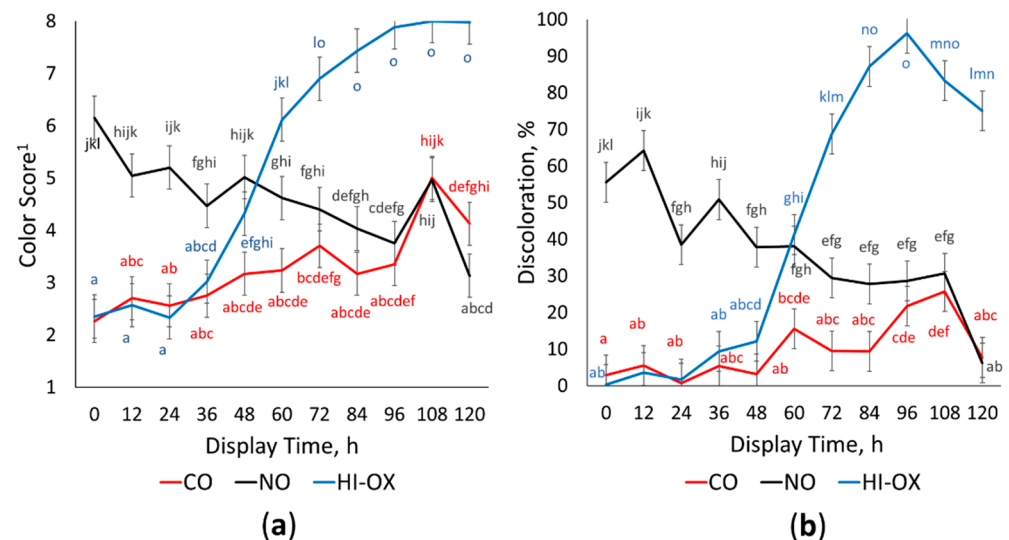 8
7
6
5
4
3
2
1
Color Score1
jkl
hijk
ijk
fghi
hijk
ghi
fghi
defgh
cdefg
hij
abcd
a
a
a
abcd
efghi
jkl
lo
o
o
o
o
abc
ab
abc
abcde
abcde
bcdefg
abcde
abcdef
hijk
defghi
0 12 24 36 48 60 72 84 96 108 120
Display Time, h
CO NO HI-OX
(a)
100
90
80
70
60
50
40
30
20
10
0
Discoloration, %
jkl
ijk
fgh
hij
fgh
fgh
efg
efg
efg
efg
ab
ab
ab
abcd
ghi
klm
no
o
mno
lmn
a
ab
ab
abc
ab
bcde
abc
abc
cde
def
abc
0 12 24 36 48 60 72 84 96 108 120
Display Time, h
CO NO HI-OX
(b)